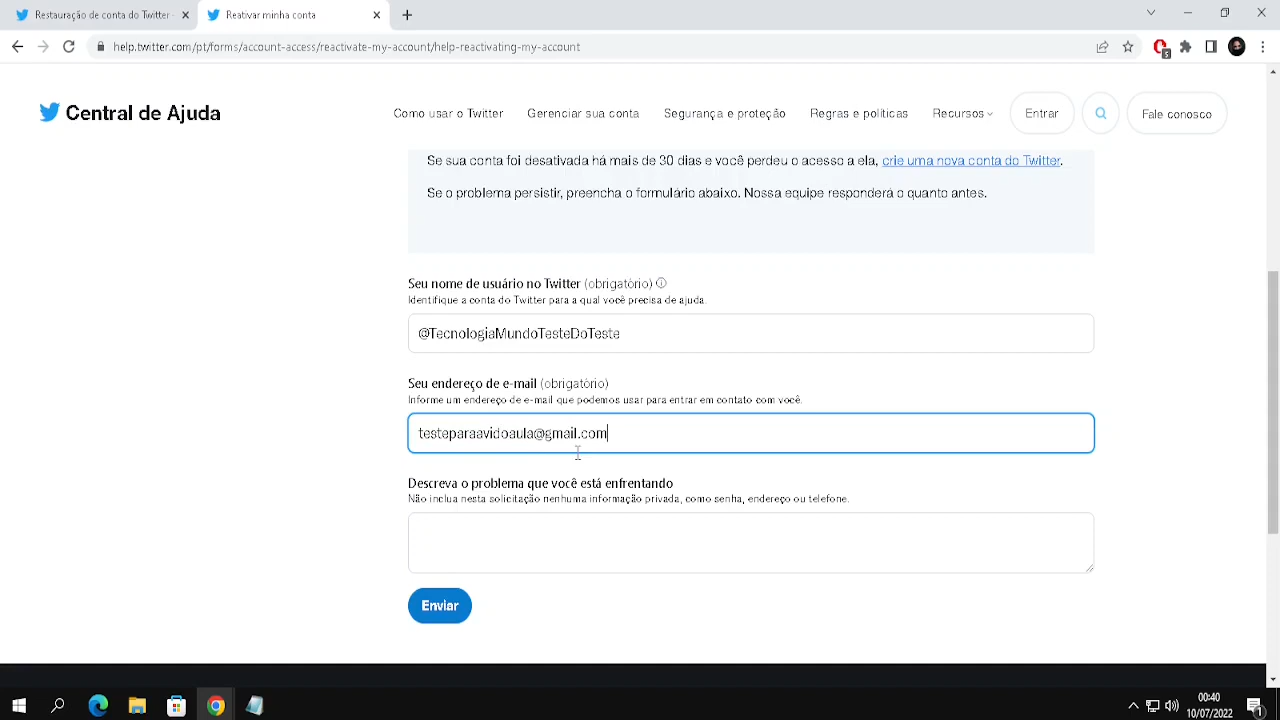 Restauração de conta do Twitter
Reativar minha conta
help.twitter.com/pt/forms/account-access/reactivate-my-account/help-reactivating-my-account
5
Central de Ajuda
Como usar o Twitter
Gerenciar sua conta
Segurança e proteção
Regras e políticas
Recursos
Entrar
Fale conosco
Se sua conta foi desativada há mais de 30 dias e você perdeu o acesso a ela, crie uma nova conta do Twitter.
Se o problema persistir, preencha o formulário abaixo. Nossa equipe responderá o quanto antes.
Seu nome de usuário no Twitter (obrigatório)
Identifique a conta do Twitter para a qual você precisa de ajuda.
@TecnologiaMundoTesteDoTeste
Seu endereço de e-mail (obrigatório)
Informe um endereço de e-mail que podemos usar para entrar em contato com você.
testeparaavidoaula@gmail.com
Descreva o problema que você está enfrentando
Não inclua nesta solicitação nenhuma informação privada, como senha, endereço ou telefone.
Enviar
00:40
10/07/2022
1